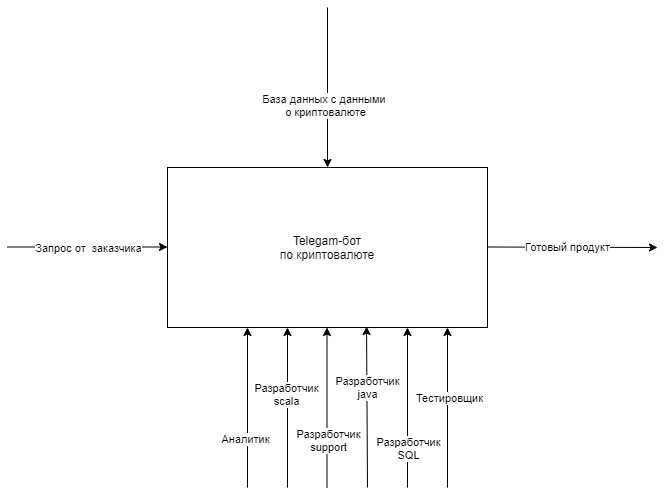 База данных с данными
о криптовалюте
Запрос от заказчика
Telegam-бот
по криптовалюте
Готовый продукт
Аналитик
Разработчик
scala
Разработчик
support
Разработчик
java
Разработчик
SQL
Тестировщик